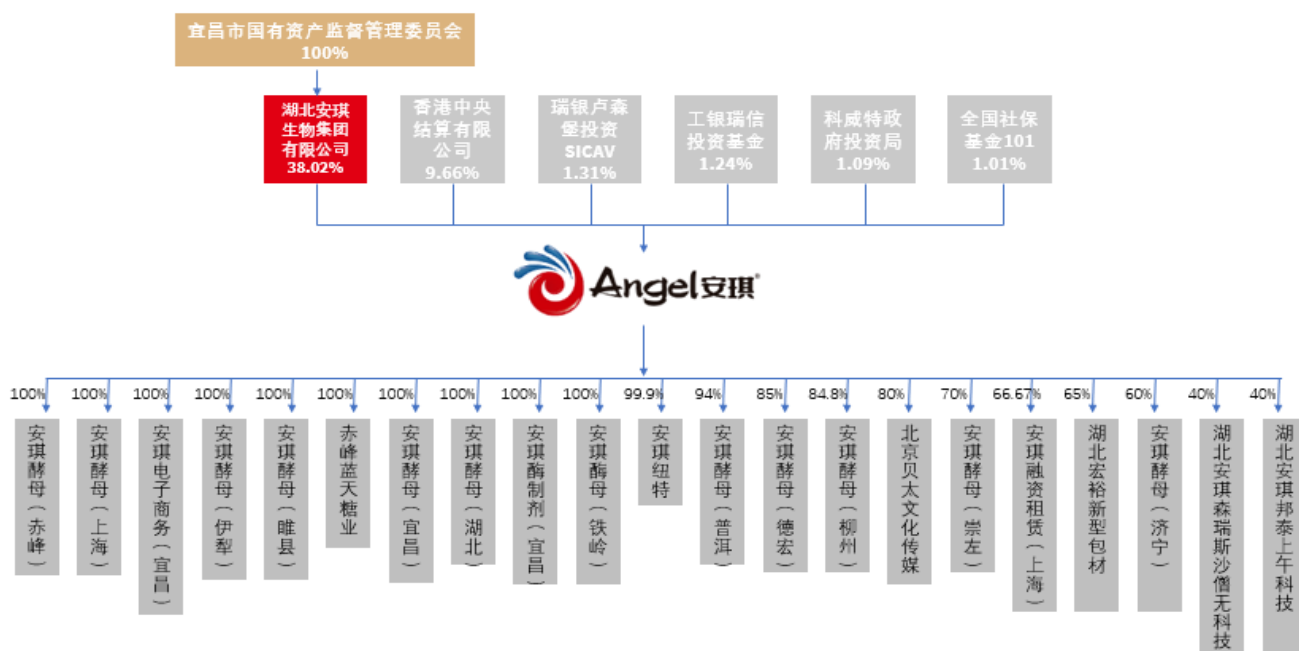 宜昌市国有资产监督管理委员会
100%
湖北安琪
生物集团
有限公司
38.02%
香港中央
结算有限
公司
9.66%
瑞银卢森
堡投资
SICAV
1.31%
工银瑞信
投资基金
1.24%
科威特政
府投资局
1.09%
全国社保
基金101
1.01%
Angel安琪®
100%
100%
100%
100%
100%
100%
100%
100%
100%
100%
99.9%
94%
85%
84.8%
80%
70%
66.67%
65%
60%
40%
40%
安琪酵母（赤峰）
安琪酵母（上海）
安琪电子商务（宜昌）
安琪酵母（伊犁）
安琪酵母（睢县）
赤峰蓝天糖业
安琪酵母（宜昌）
安琪酵母（湖北）
安琪酶制剂（宜昌）
安琪酶母（铁岭）
安琪纽特
安琪酵母（普洱）
安琪酵母（德宏）
安琪酵母（柳州）
北京贝太文化传媒
安琪酵母（崇左）
安琪融资租赁（上海）
湖北宏裕新型包材
安琪酵母（济宁）
湖北安琪森瑞斯沙僧无科技
湖北安琪邦泰上午科技